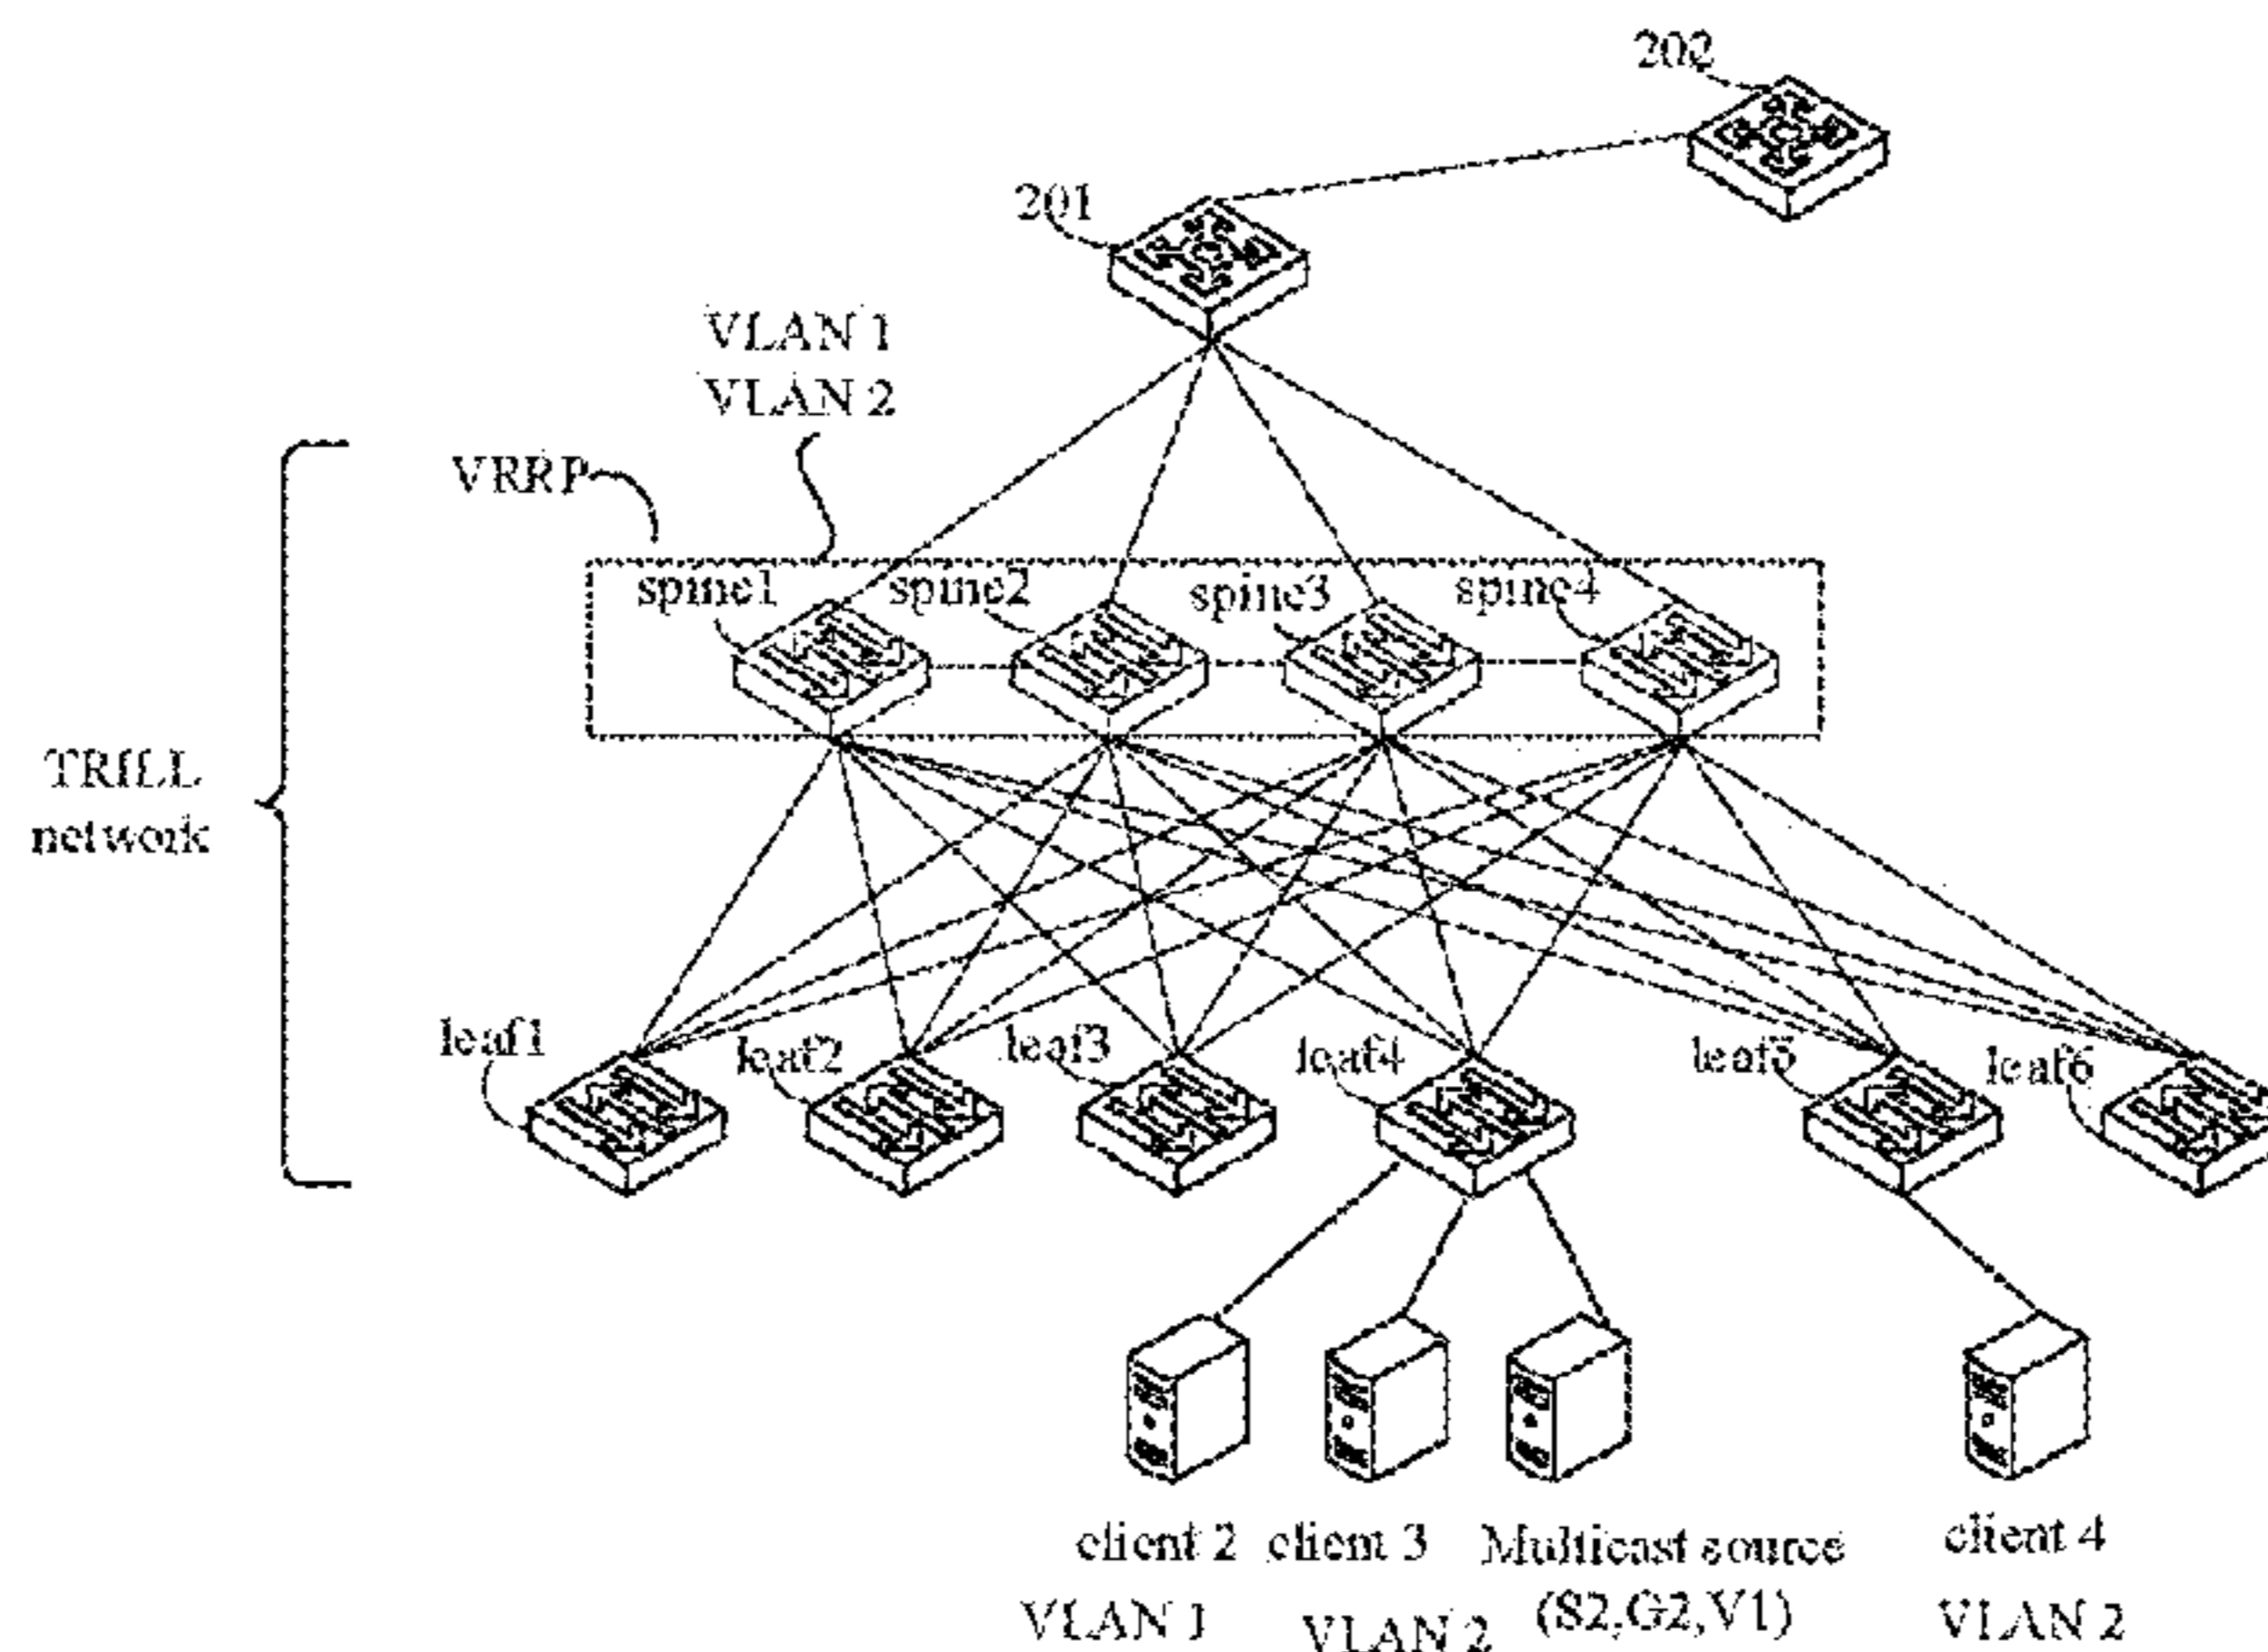 202
201
VLAN 1
VLAN 2
VRRP
spine1
spine2
spine3
spine4
TRILL
network
leaf1
leaf2
leaf3
leaf4
leaf5
leaf6
client 2
client 3
Multicast source
client 4
VLAN 1
VLAN 2
(S2,G2,V1)
VLAN 2